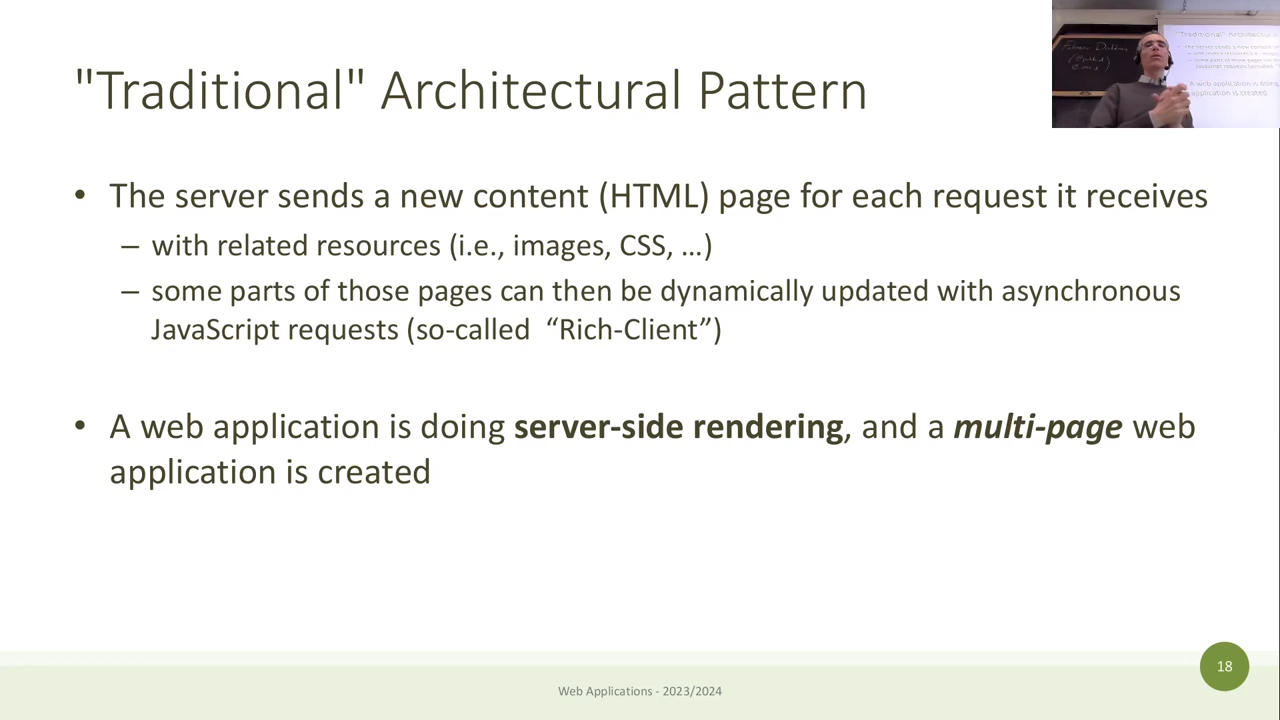 "Traditional" Architectural Pattern
• The server sends a new content (HTML) page for each request it receives
– with related resources (i.e., images, CSS, …)
– some parts of those pages can then be dynamically updated with asynchronous
JavaScript requests (so-called “Rich-Client”)
• A web application is doing server-side rendering, and a multi-page web
application is created
18
Web Applications - 2023/2024